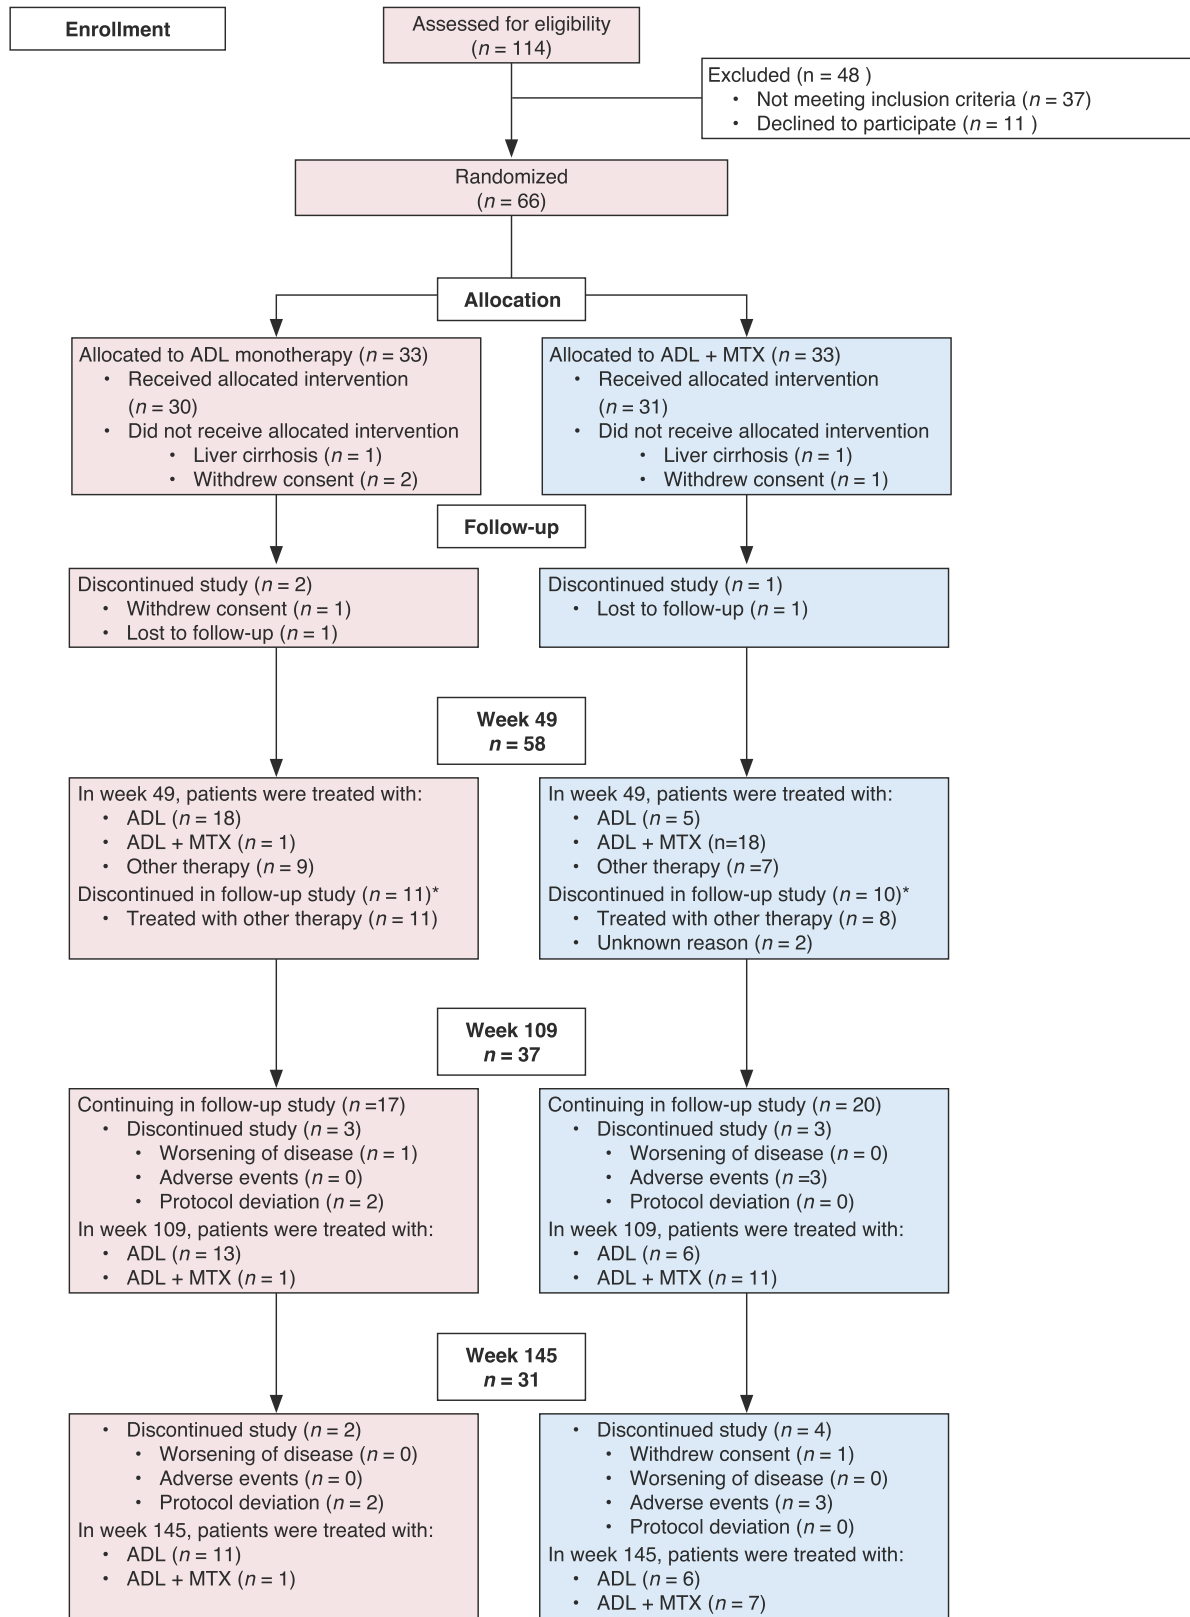 Enrollment
Assessed for eligibility
(n = 114)
Excluded (n = 48 )
• Not meeting inclusion criteria (n = 37)
• Declined to participate (n = 11 )
Randomized
(n = 66)
Allocation
Allocated to ADL monotherapy (n = 33)
• Received allocated intervention
(n = 30)
• Did not receive allocated intervention
• Liver cirrhosis (n = 1)
• Withdrew consent (n = 2)
Allocated to ADL + MTX (n = 33)
• Received allocated intervention
(n = 31)
• Did not receive allocated intervention
• Liver cirrhosis (n = 1)
• Withdrew consent (n = 1)
Follow-up
Discontinued study (n = 2)
• Withdrew consent (n = 1)
• Lost to follow-up (n = 1)
Discontinued study (n = 1)
• Lost to follow-up (n = 1)
Week 49
n = 58
In week 49, patients were treated with:
• ADL (n = 18)
• ADL + MTX (n = 1)
• Other therapy (n = 9)
Discontinued in follow-up study (n = 11)*
• Treated with other therapy (n = 11)
In week 49, patients were treated with:
• ADL (n = 5)
• ADL + MTX (n=18)
• Other therapy (n =7)
Discontinued in follow-up study (n = 10)*
• Treated with other therapy (n = 8)
• Unknown reason (n = 2)
Week 109
n = 37
Continuing in follow-up study (n =17)
• Discontinued study (n = 3)
• Worsening of disease (n = 1)
• Adverse events (n = 0)
• Protocol deviation (n = 2)
In week 109, patients were treated with:
• ADL (n = 13)
• ADL + MTX (n = 1)
Continuing in follow-up study (n = 20)
• Discontinued study (n = 3)
• Worsening of disease (n = 0)
• Adverse events (n =3)
• Protocol deviation (n = 0)
In week 109, patients were treated with:
• ADL (n = 6)
• ADL + MTX (n = 11)
Week 145
n = 31
• Discontinued study (n = 2)
• Worsening of disease (n = 0)
• Adverse events (n = 0)
• Protocol deviation (n = 2)
In week 145, patients were treated with:
• ADL (n = 11)
• ADL + MTX (n = 1)
• Discontinued study (n = 4)
• Withdrew consent (n = 1)
• Worsening of disease (n = 0)
• Adverse events (n = 3)
• Protocol deviation (n = 0)
In week 145, patients were treated with:
• ADL (n = 6)
• ADL + MTX (n = 7)